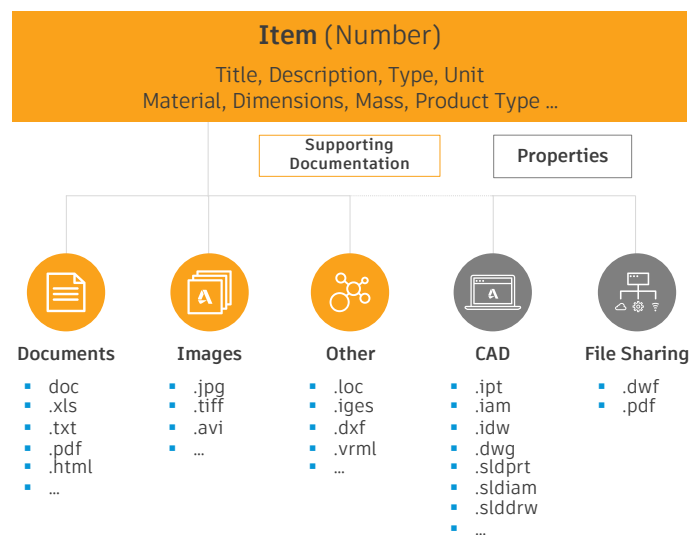 Item (Number)
Title, Description, Type, Unit
Material, Dimensions, Mass, Product Type ...
Supporting
Documentation
Properties
Documents
doc
.xls
.txt
.pdf
.html
...
Images
.jpg
.tiff
.avi
...
Other
.loc
.iges
.dxf
.vrml
...
CAD
.ipt
.iam
.idw
.dwg
.sldprt
.sldiam
.slddrw
...
File Sharing
.dwf
.pdf